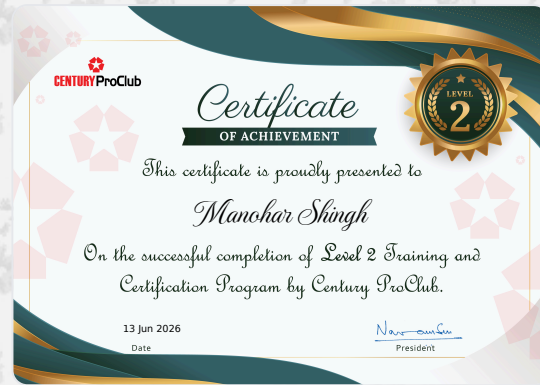 CENTURY ProClub
LEVEL
2
Certificate
OF ACHIEVEMENT
This certificate is proudly presented to
Manohar Shingh
On the successful completion of Level 2 Training and
Certification Program by Century ProClub.
13 Jun 2026
Date
President